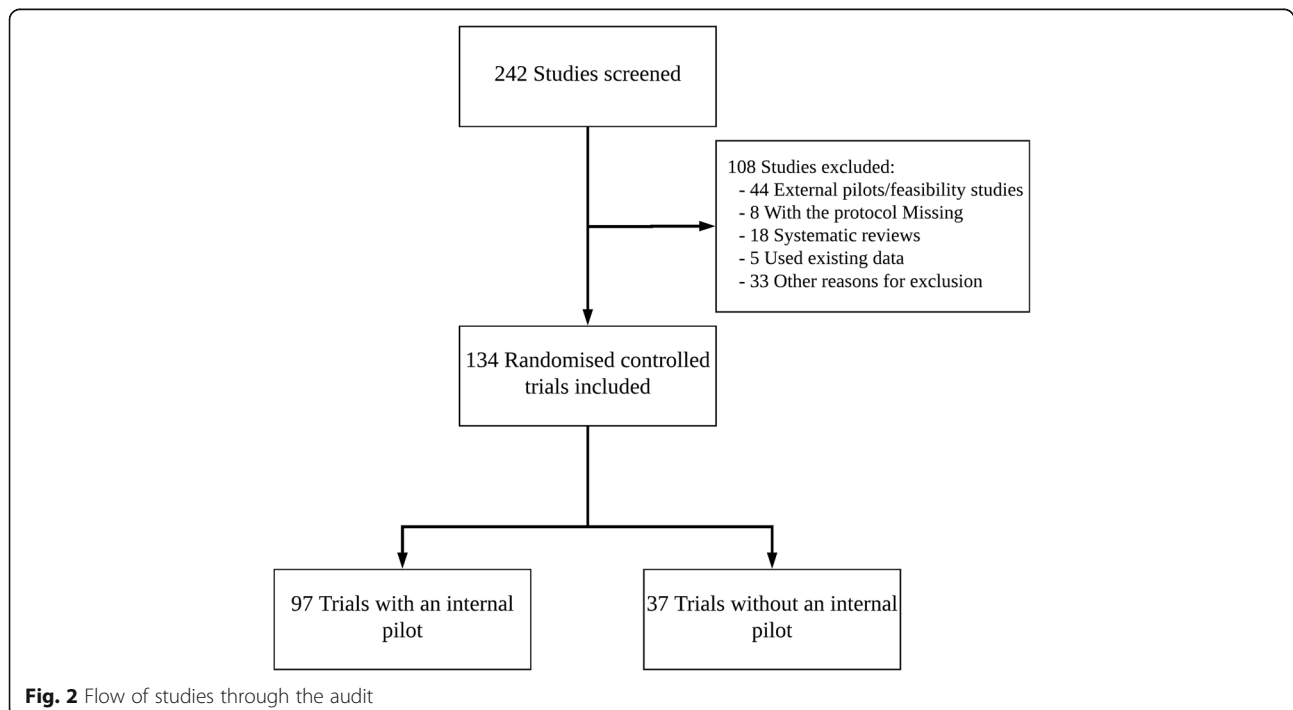 242 Studies screened
108 Studies excluded:
- 44 External pilots/feasibility studies
- 8 With the protocol Missing
- 18 Systematic reviews
- 5 Used existing data
- 33 Other reasons for exclusion
134 Randomised controlled
trials included
97 Trials with an internal
pilot
37 Trials without an internal
pilot
Fig. 2 Flow of studies through the audit